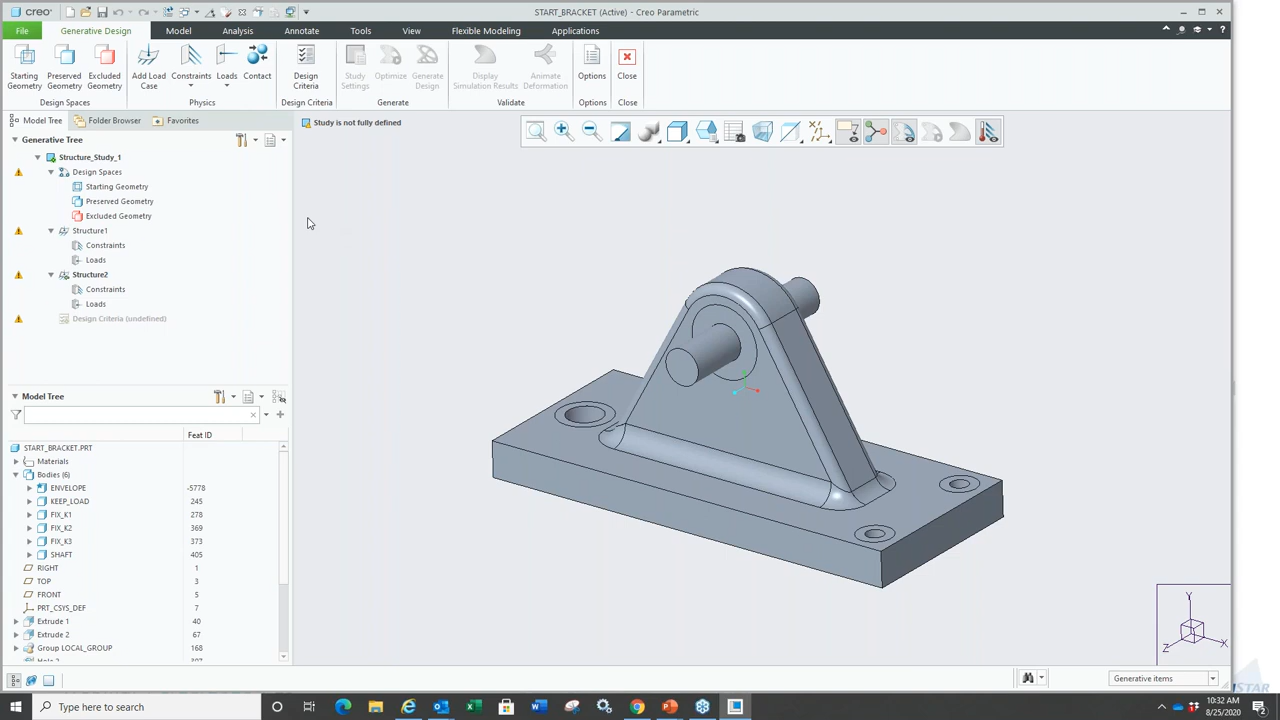 creo
START_BRACKET (Active) - Creo Parametric
File
Generative Design
Model
Analysis
Annotate
Tools
View
Flexible Modeling
Applications
Starting
Geometry
Preserved
Geometry
Excluded
Geometry
Add Load
Case
Constraints
Loads
Contact
Design
Criteria
Study
Settings
Optimize
Generate
Design
Display
Simulation Results
Animate
Deformation
Options
Close
Design Spaces
Physics
Design Criteria
Generate
Validate
Options
Close
Model Tree
Folder Browser
Favorites
Study is not fully defined
Generative Tree
Structure_Study_1
Design Spaces
Starting Geometry
Preserved Geometry
Excluded Geometry
Structure1
Constraints
Loads
Structure2
Constraints
Loads
Design Criteria (undefined)
Model Tree
Feat ID
START_BRACKET.PRT
Materials
Bodies (6)
ENVELOPE -5778
KEEP_LOAD 245
FIX_K1 278
FIX_K2 369
FIX_K3 373
SHAFT 405
RIGHT 1
TOP 3
FRONT 5
PRT_CSYS_DEF 7
Extrude 1 40
Extrude 2 67
Group LOCAL_GROUP 168
Y
Z
X
Generative items
Type here to search
10:32 AM
8/25/2020